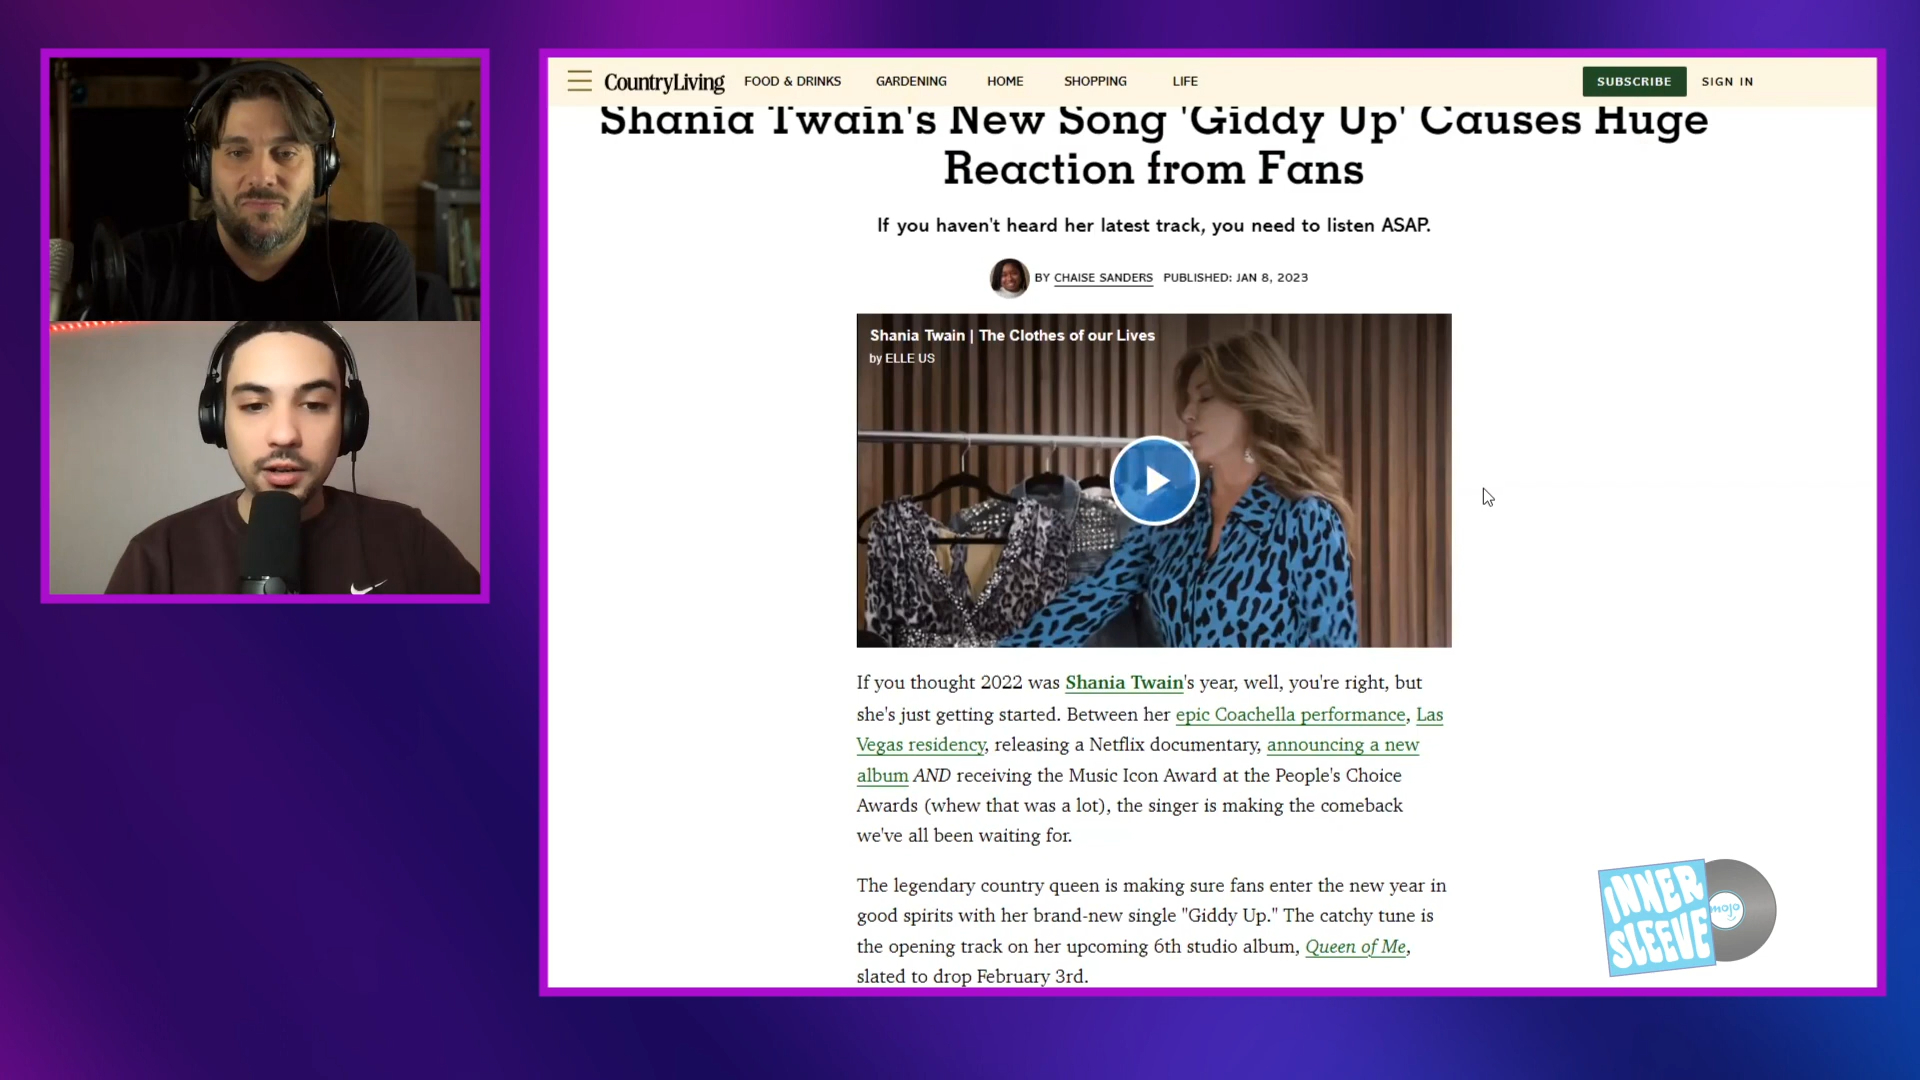 CountryLiving FOOD & DRINKS GARDENING HOME SHOPPING LIFE SUBSCRIBE SIGN IN
Shania Twain's New Song 'Giddy Up' Causes Huge
Reaction from Fans
If you haven't heard her latest track, you need to listen ASAP.
BY CHAISE SANDERS PUBLISHED: JAN 8, 2023
Shania Twain | The Clothes of our Lives
by ELLE US
If you thought 2022 was Shania Twain's year, well, you're right, but
she's just getting started. Between her epic Coachella performance, Las
Vegas residency, releasing a Netflix documentary, announcing a new
album AND receiving the Music Icon Award at the People's Choice
Awards (whew that was a lot), the singer is making the comeback
we've all been waiting for.
The legendary country queen is making sure fans enter the new year in
good spirits with her brand-new single "Giddy Up." The catchy tune is
the opening track on her upcoming 6th studio album, Queen of Me,
slated to drop February 3rd.
INNER
SLEEVE
mojo